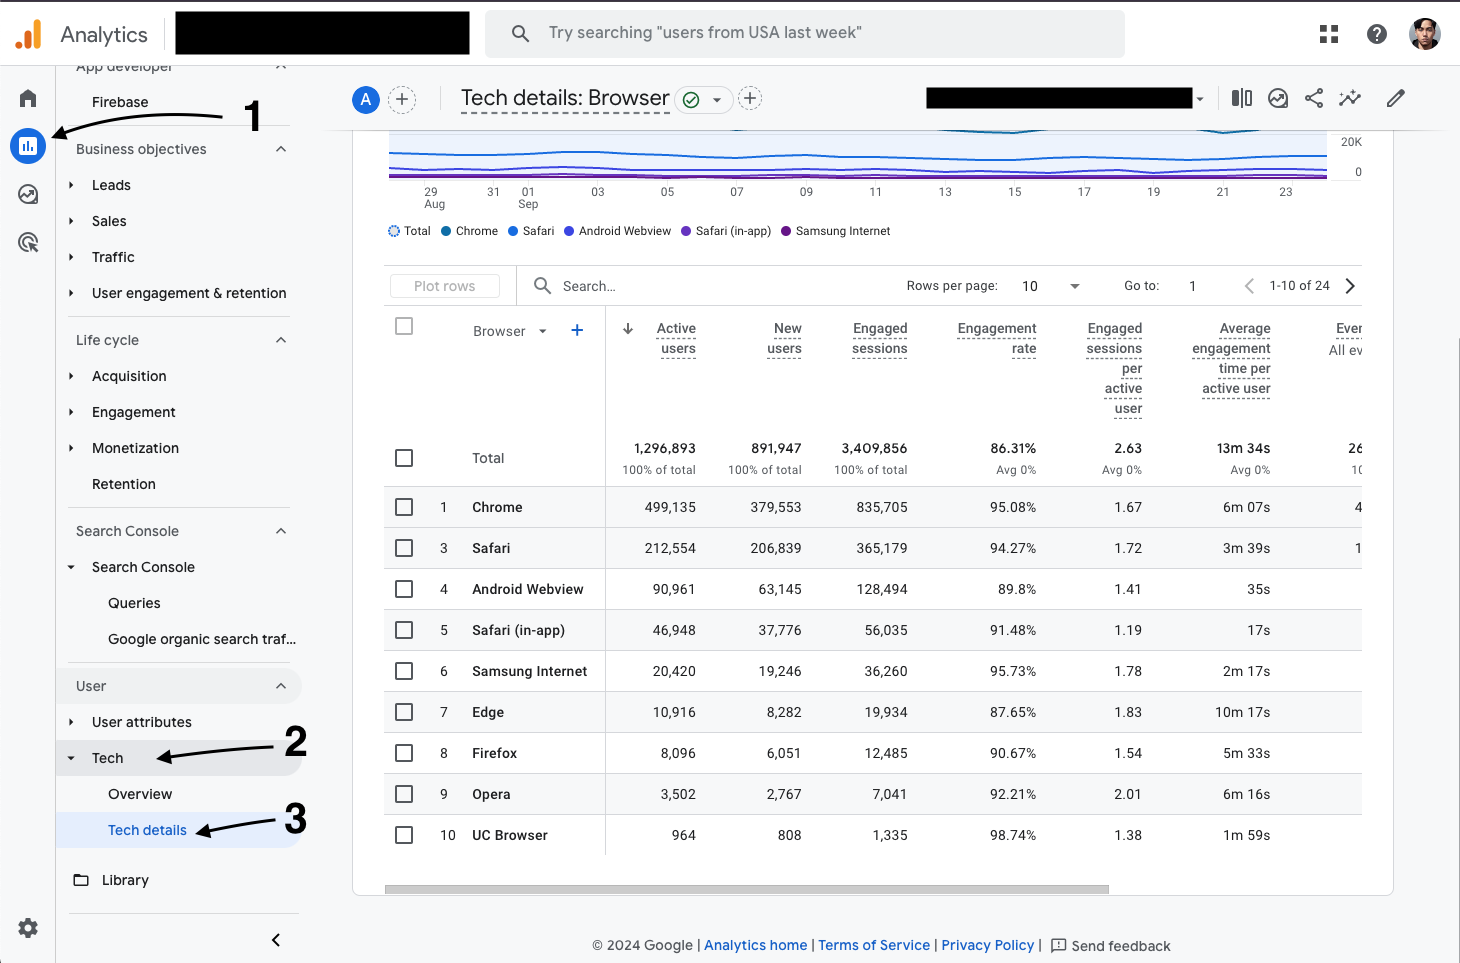 Analytics
Try searching "users from USA last week"
App developer
Firebase
1
Business objectives
Leads
Sales
Traffic
User engagement & retention
Life cycle
Acquisition
Engagement
Monetization
Retention
Search Console
Search Console
Queries
Google organic search traf...
User
User attributes
Tech
2
Overview
Tech details
3
Library
A
Tech details: Browser
20K
0
29 Aug
31
01 Sep
03
05
07
09
11
13
15
17
19
21
23
Total Chrome Safari Android Webview Safari (in-app) Samsung Internet
Plot rows
Search...
Rows per page: 10
Go to: 1
1-10 of 24
Browser
Active users
New users
Engaged sessions
Engagement rate
Engaged sessions per active user
Average engagement time per active user
Even
All ev
Total 1,296,893 891,947 3,409,856 86.31% 2.63 13m 34s 26
100% of total 100% of total 100% of total Avg 0% Avg 0% Avg 0% 10
1 Chrome 499,135 379,553 835,705 95.08% 1.67 6m 07s 4
3 Safari 212,554 206,839 365,179 94.27% 1.72 3m 39s 1
4 Android Webview 90,961 63,145 128,494 89.8% 1.41 35s
5 Safari (in-app) 46,948 37,776 56,035 91.48% 1.19 17s
6 Samsung Internet 20,420 19,246 36,260 95.73% 1.78 2m 17s
7 Edge 10,916 8,282 19,934 87.65% 1.83 10m 17s
8 Firefox 8,096 6,051 12,485 90.67% 1.54 5m 33s
9 Opera 3,502 2,767 7,041 92.21% 2.01 6m 16s
10 UC Browser 964 808 1,335 98.74% 1.38 1m 59s
© 2024 Google | Analytics home | Terms of Service | Privacy Policy | Send feedback